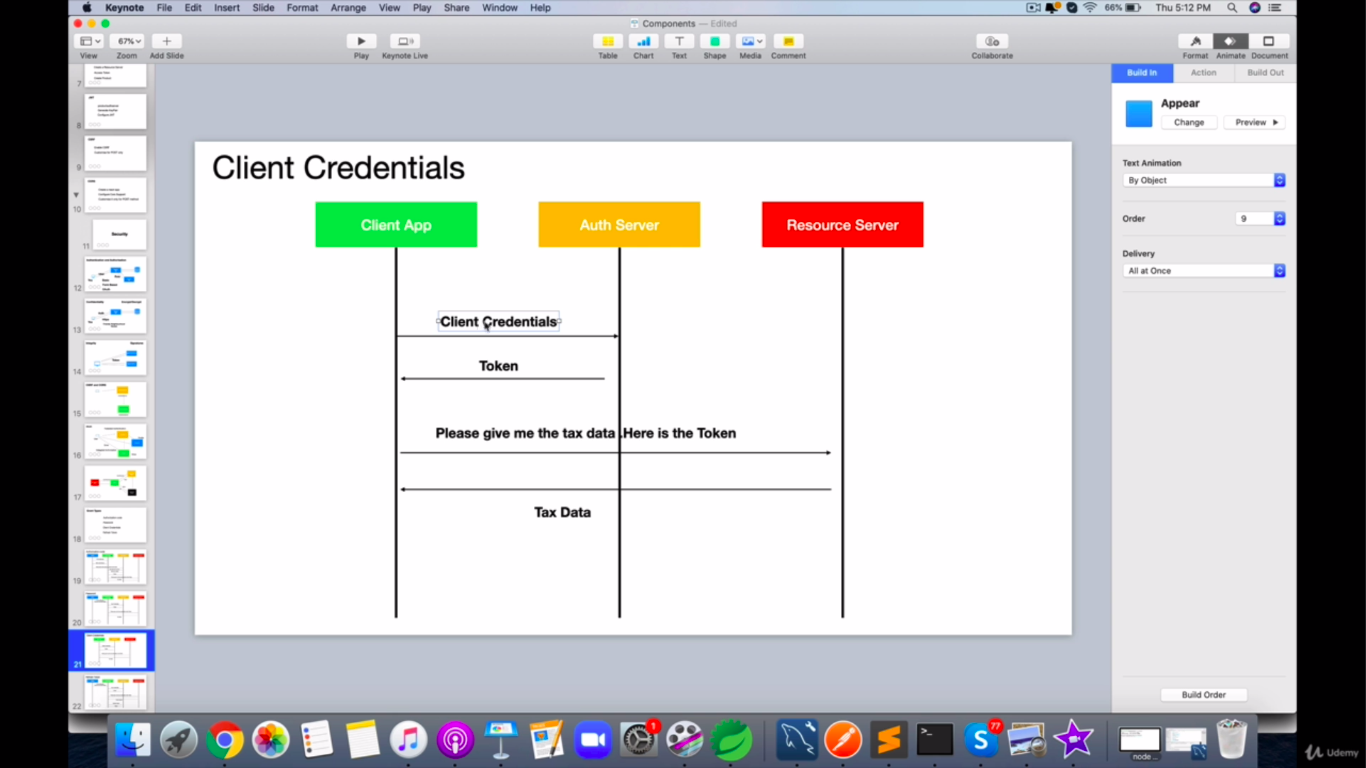 Keynote File Edit Insert Slide Format Arrange View Play Share Window Help 66% Thu 5:12 PM
Components — Edited
67%
View Zoom Add Slide Play Keynote Live Table Chart Text Shape Media Comment Collaborate Format Animate Document
Build In Action Build Out
Appear
Change Preview
Text Animation
By Object
Order 9
Delivery
All at Once
Build Order
7
8
9
10
11
Security
12
13
14
15
16
17
18
19
20
21
22
Client Credentials
Client App Auth Server Resource Server
Client Credentials
Token
Please give me the tax data .Here is the Token
Tax Data
1
77
node...
Udemy